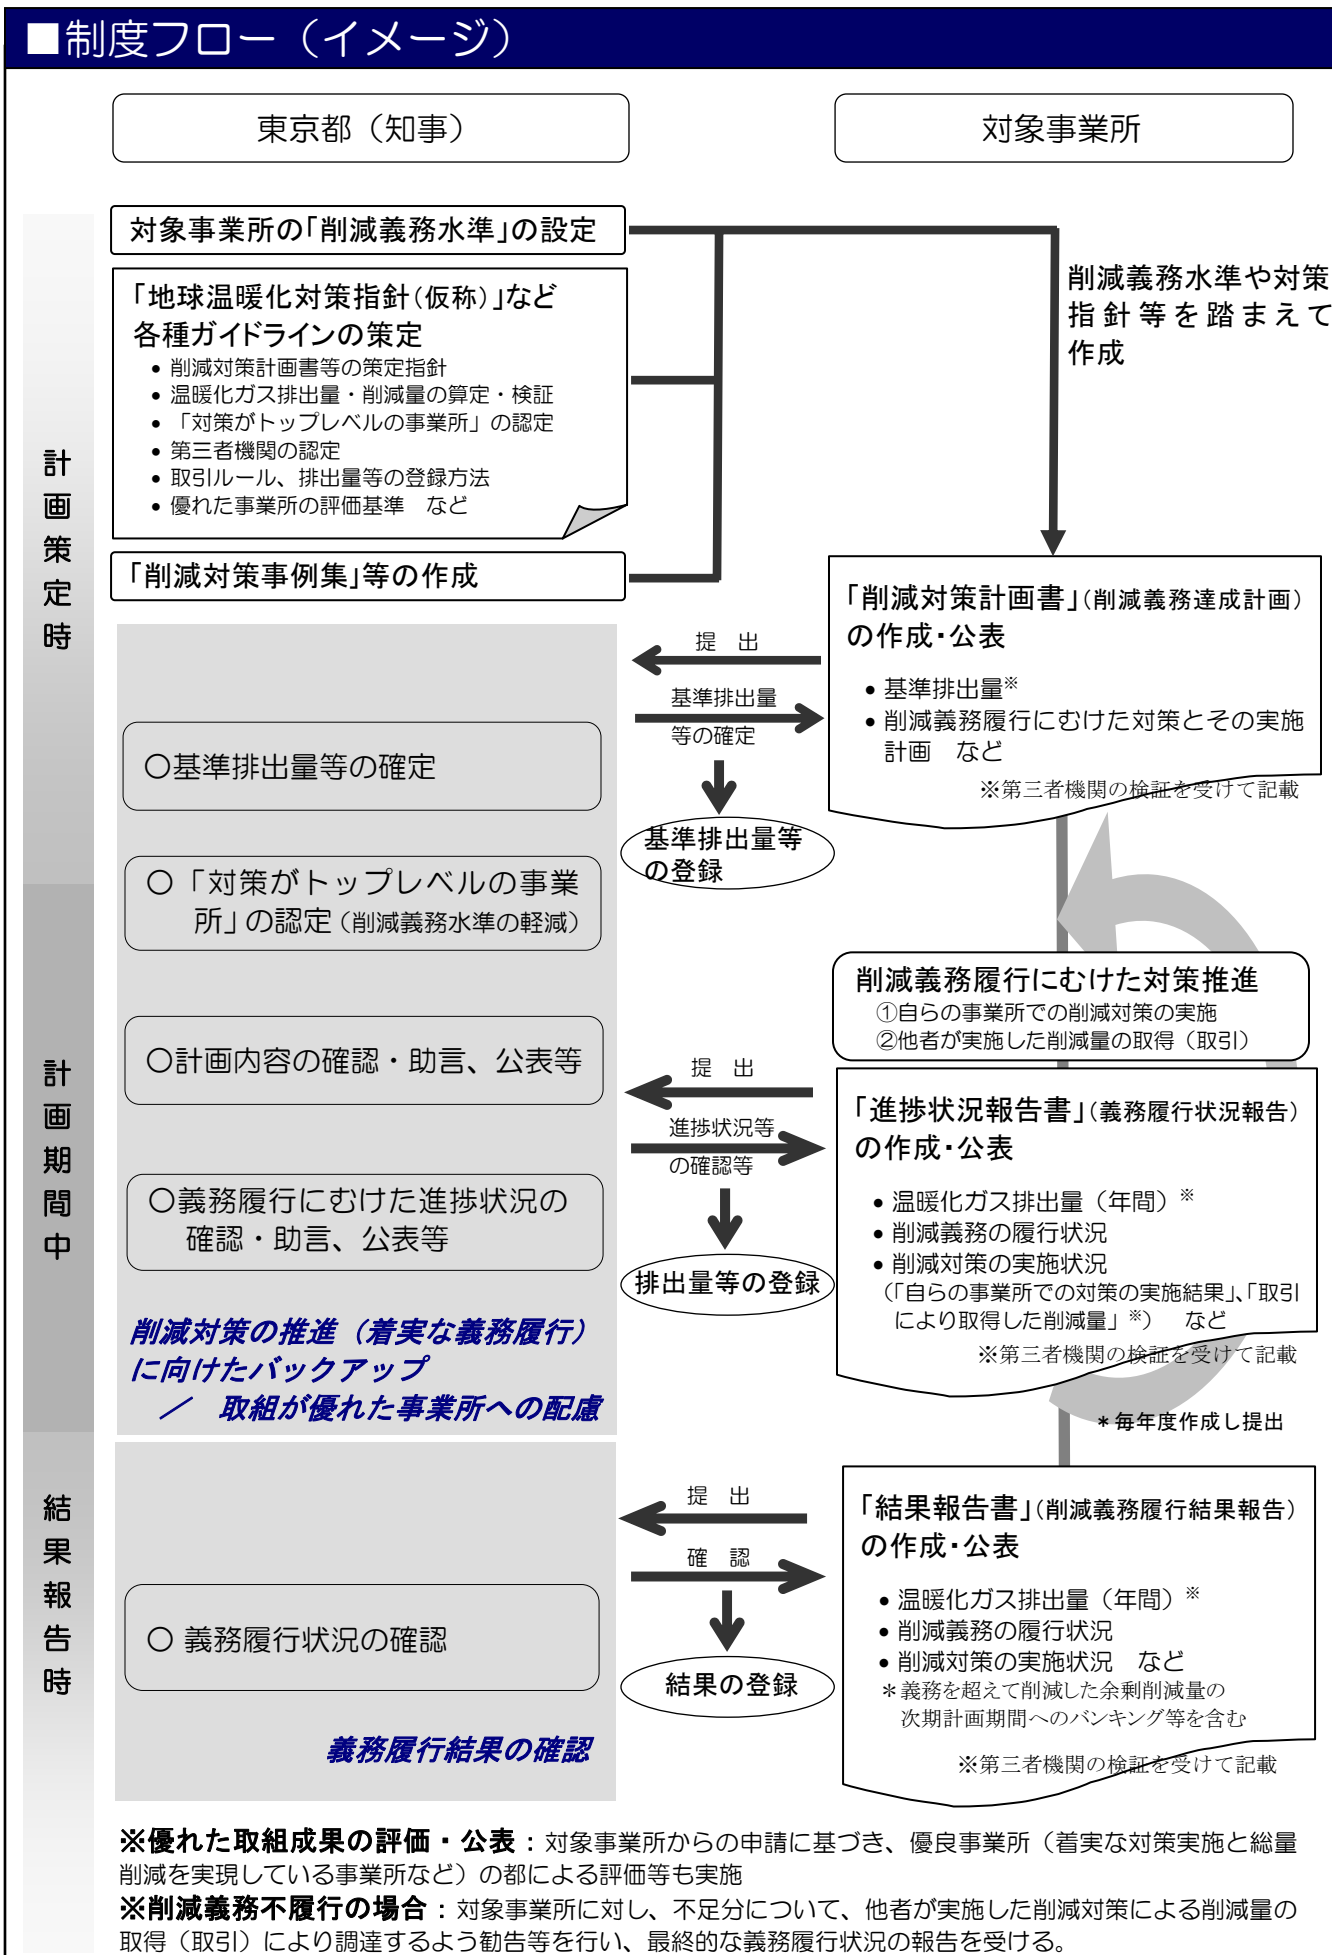 ■制度フロー（イメージ）
東京都（知事）
対象事業所
計画策定時
対象事業所の「削減義務水準」の設定
「地球温暖化対策指針（仮称）」など
各種ガイドラインの策定
• 削減対策計画書等の策定指針
• 温暖化ガス排出量・削減量の算定・検証
• 「対策がトップレベルの事業所」の認定
• 第三者機関の認定
• 取引ルール、排出量等の登録方法
• 優れた事業所の評価基準　など
「削減対策事例集」等の作成
削減義務水準や対策
指針等を踏まえて
作成
「削減対策計画書」（削減義務達成計画）
の作成・公表
• 基準排出量※
• 削減義務履行にむけた対策とその実施
計画　など
※第三者機関の検証を受けて記載
提　出
基準排出量
等の確定
基準排出量等
の登録
〇基準排出量等の確定
〇「対策がトップレベルの事業
所」の認定（削減義務水準の軽減）
計画期間中
〇計画内容の確認・助言、公表等
〇義務履行にむけた進捗状況の
確認・助言、公表等
削減対策の推進（着実な義務履行）
に向けたバックアップ
／　取組が優れた事業所への配慮
削減義務履行にむけた対策推進
①自らの事業所での削減対策の実施
②他者が実施した削減量の取得（取引）
提　出
進捗状況等
の確認等
排出量等の登録
「進捗状況報告書」（義務履行状況報告）
の作成・公表
• 温暖化ガス排出量（年間）※
• 削減義務の履行状況
• 削減対策の実施状況
（「自らの事業所での対策の実施結果」、「取引
により取得した削減量」※）　など
※第三者機関の検証を受けて記載
＊毎年度作成し提出
結果報告時
提　出
確　認
結果の登録
〇 義務履行状況の確認
義務履行結果の確認
「結果報告書」（削減義務履行結果報告）
の作成・公表
• 温暖化ガス排出量（年間）※
• 削減義務の履行状況
• 削減対策の実施状況　など
＊義務を超えて削減した余剰削減量の
次期計画期間へのバンキング等を含む
※第三者機関の検証を受けて記載
※優れた取組成果の評価・公表：対象事業所からの申請に基づき、優良事業所（着実な対策実施と総量
削減を実現している事業所など）の都による評価等も実施
※削減義務不履行の場合：対象事業所に対し、不足分について、他者が実施した削減対策による削減量の
取得（取引）により調達するよう勧告等を行い、最終的な義務履行状況の報告を受ける。